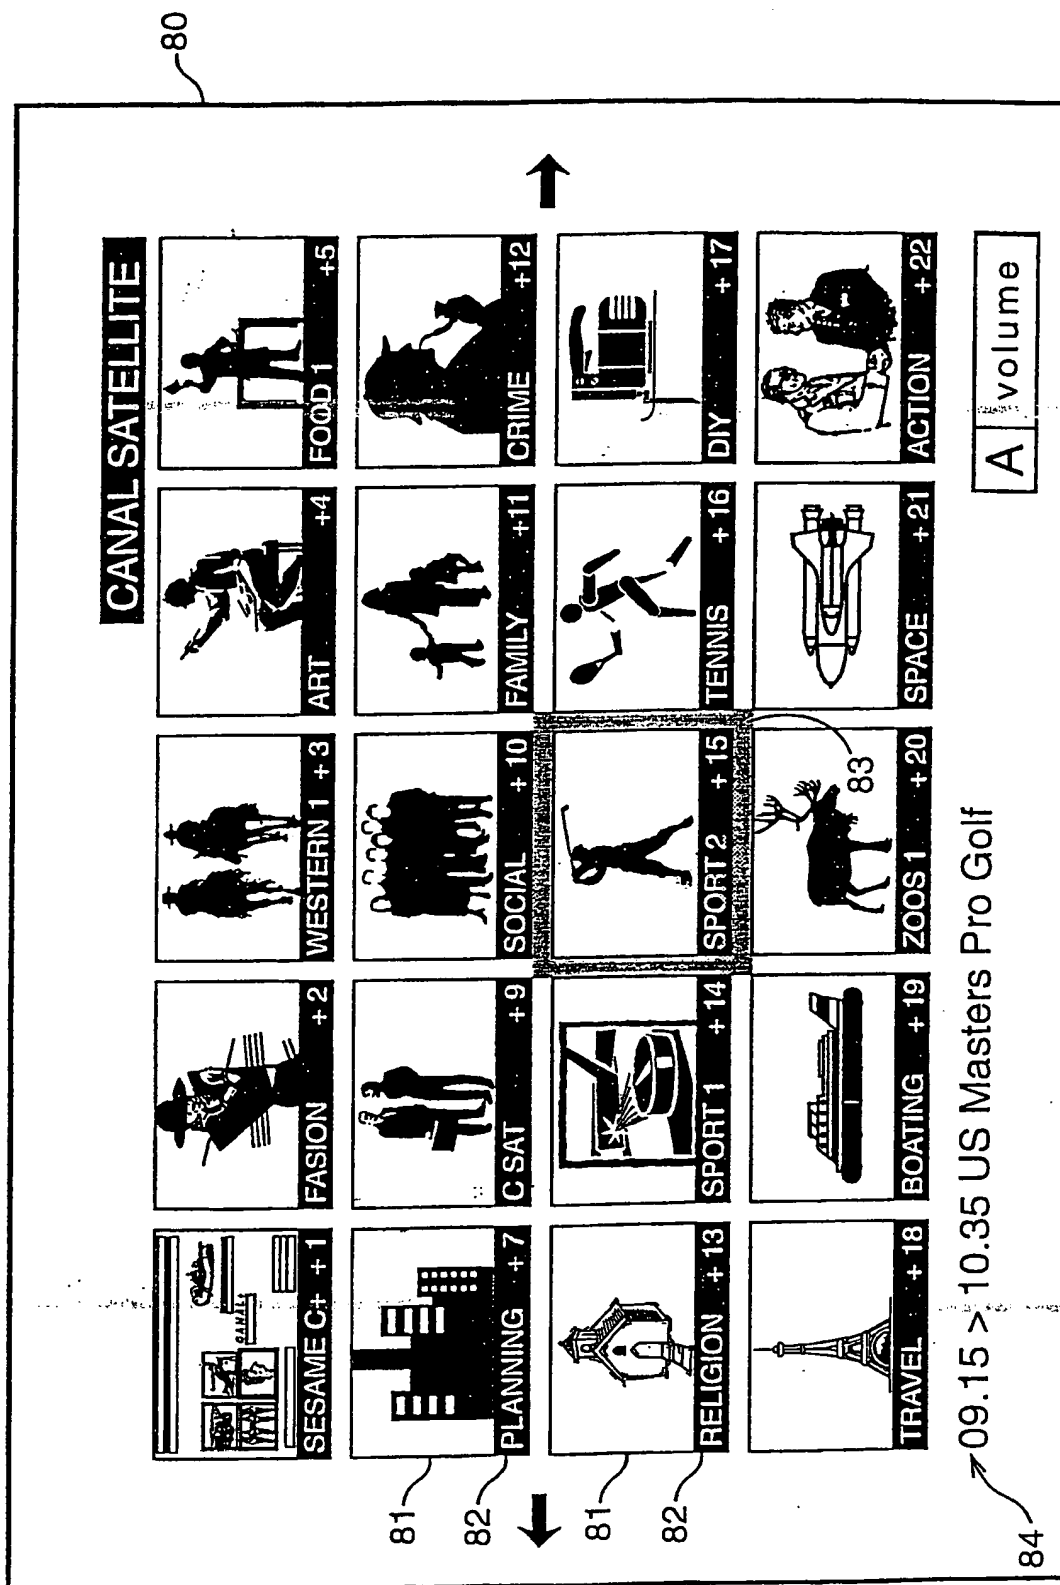 80
CANAL SATELLITE
SESAME C+ + 1
FASION + 2
WESTERN 1 + 3
ART +4
FOOD 1 +5
CANAL+
81
82
PLANNING + 7
C SAT + 9
SOCIAL + 10
FAMILY +11
CRIME +12
81
82
RELIGION + 13
SPORT 1 + 14
SPORT 2 + 15
TENNIS + 16
DIY + 17
83
TRAVEL + 18
BOATING + 19
ZOOS 1 + 20
SPACE + 21
ACTION + 22
84
09.15 > 10.35 US Masters Pro Golf
A volume